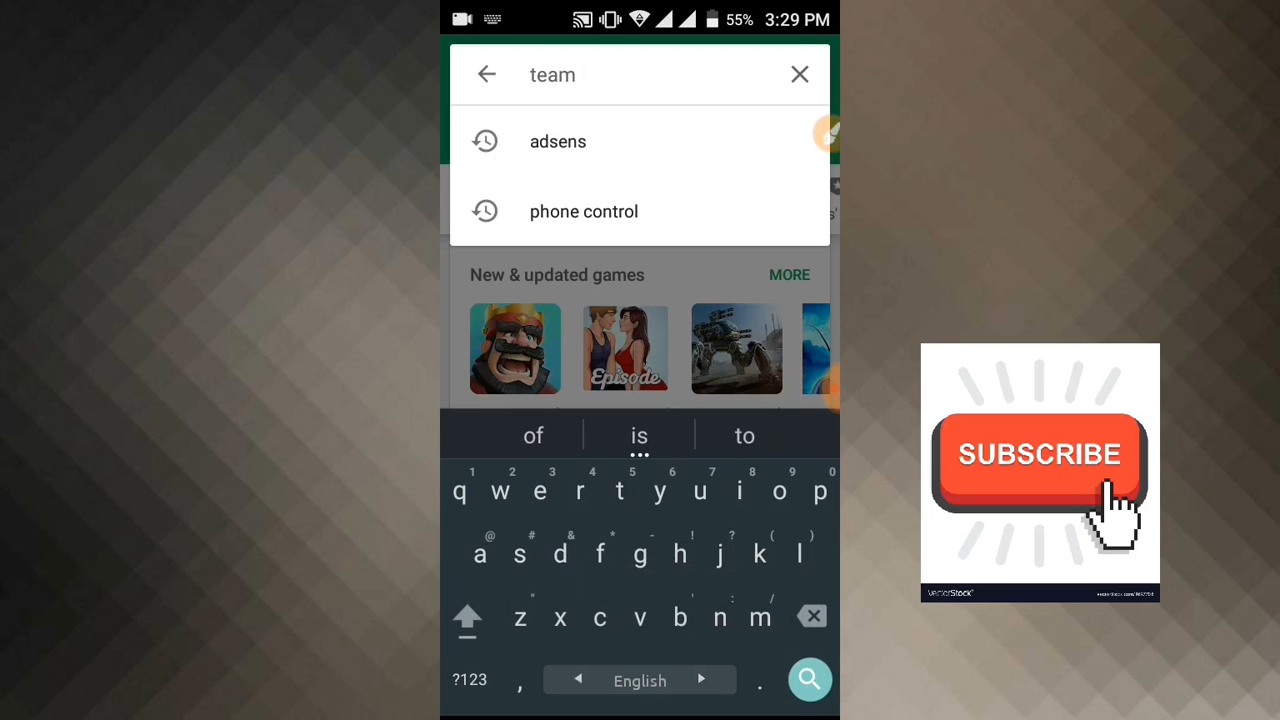 55% 3:29 PM
team
adsens
phone control
New & updated games
MORE
Episode
of is to
1 2 3 4 5 6 7 8 9 0
q w e r t y u i o p
@ # & * - ! ? ( )
a s d f g h j k l
" ' : /
z x c v b n m
?123 , English .
SUBSCRIBE
VectorStock